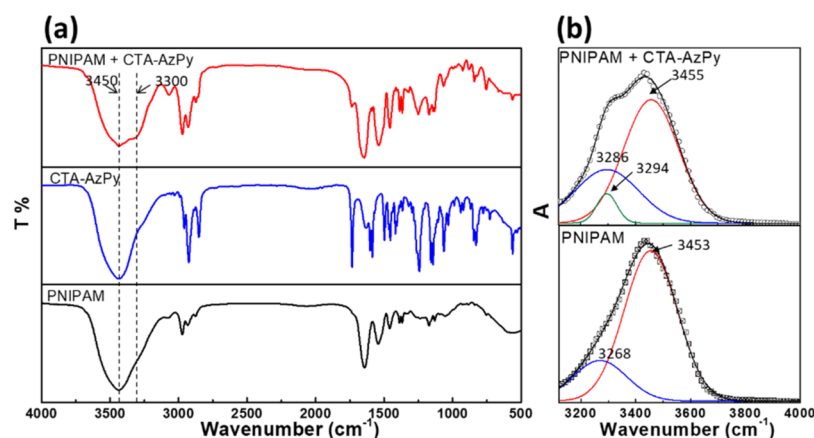 (a)
PNIPAM + CTA-AzPy
3450
3300
CTA-AzPy
PNIPAM
T %
4000 3500 3000 2500 2000 1500 1000 500
Wavenumber (cm⁻¹)
(b)
PNIPAM + CTA-AzPy
3455
3286
3294
PNIPAM
3453
3268
A
3200 3400 3600 3800 4000
Wavenumber (cm⁻¹)